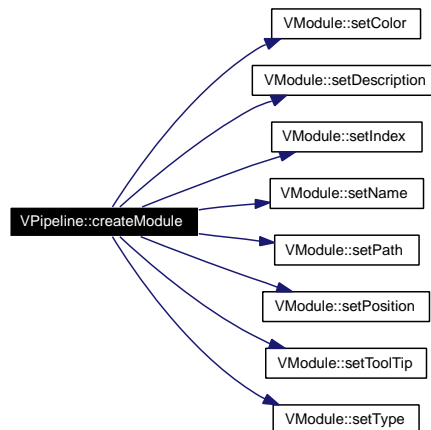 VModule::setColor
VModule::setDescription
VModule::setIndex
VModule::setName
VPipeline::createModule
VModule::setPath
VModule::setPosition
VModule::setToolTip
VModule::setType